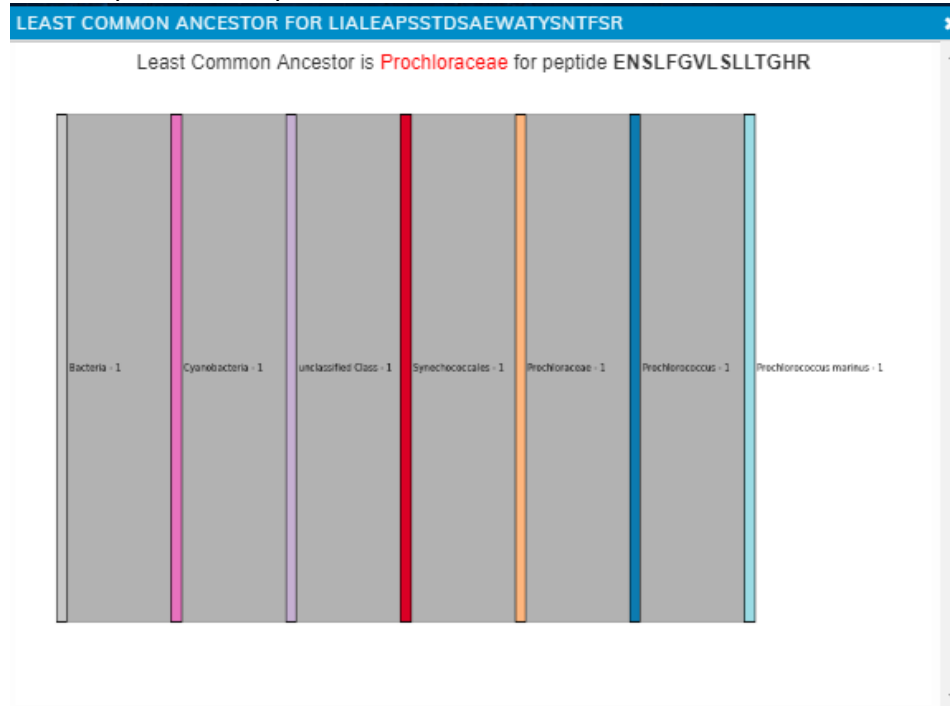 LEAST COMMON ANCESTOR FOR LIALEAPSSTDSAEWATYSNTFSR
Least Common Ancestor is Prochloraceae for peptide ENSLFGVLSLLTGHR
Bacteria - 1
Cyanobacteria - 1
unclassified Class - 1
Synechococcales - 1
Prochloraceae - 1
Prochlorococcus - 1
Prochlorococcus marinus - 1